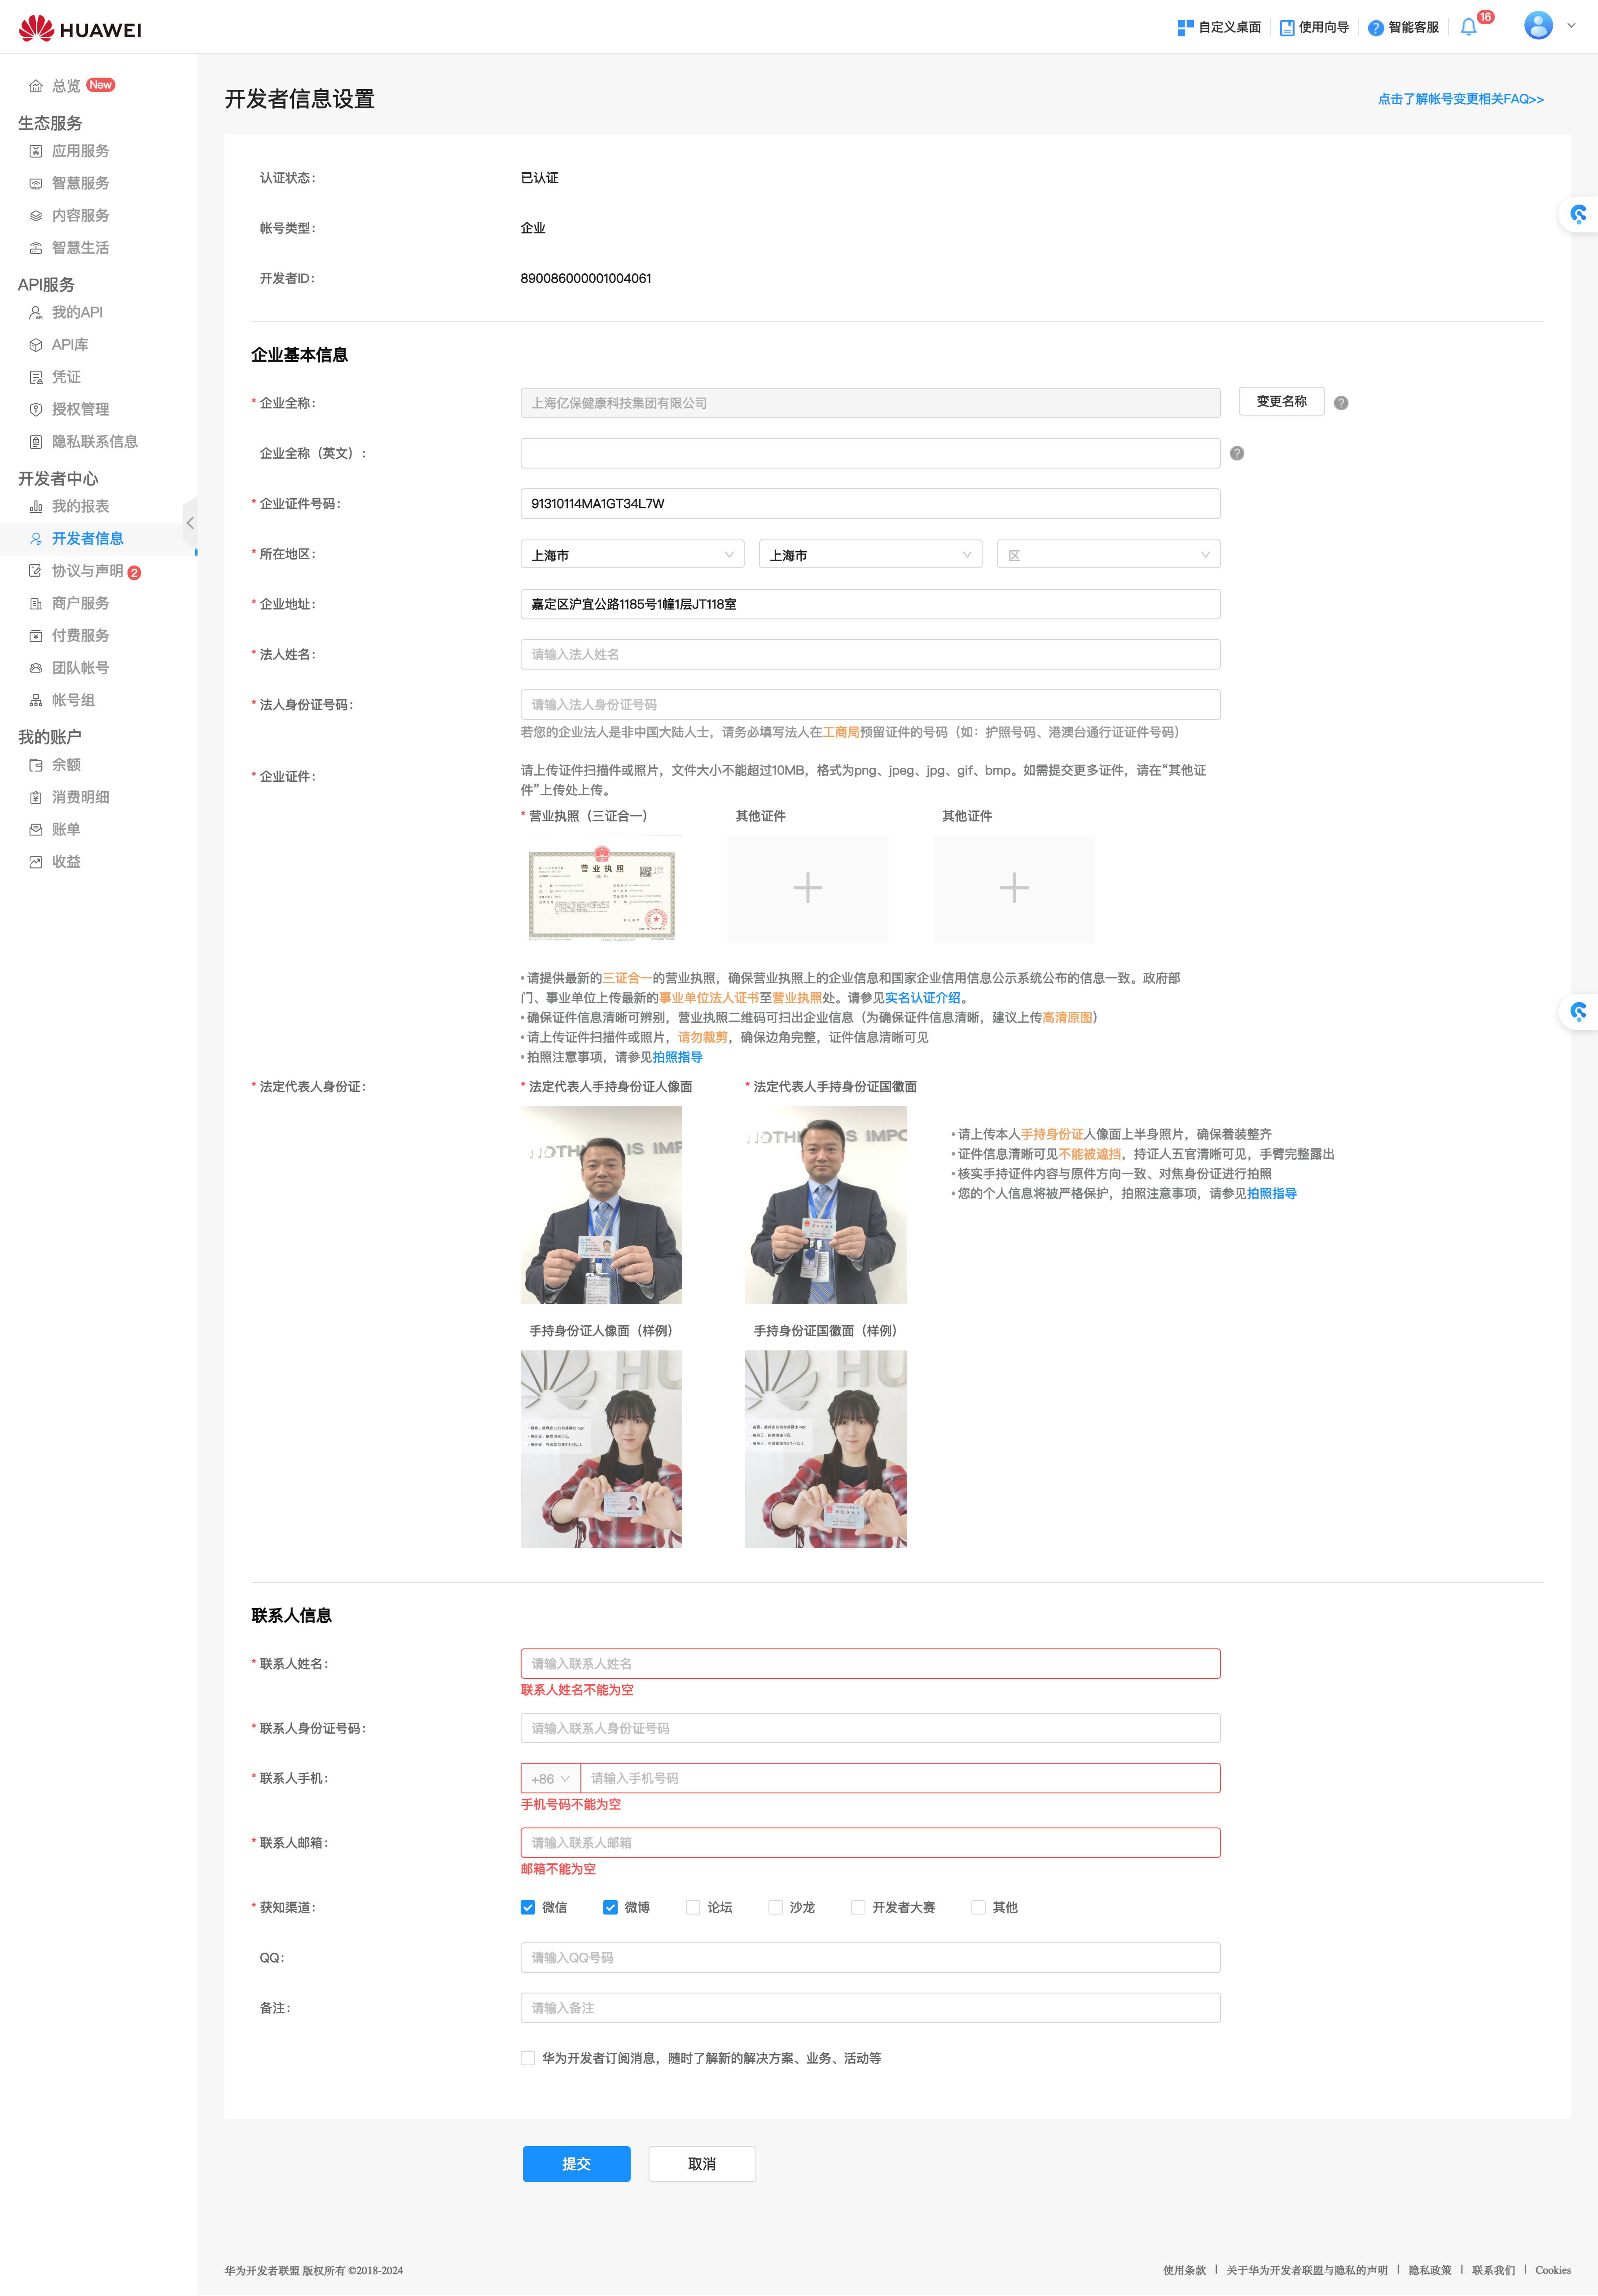 HUAWEI
自定义桌面
使用向导
智能客服
16
总览 New
生态服务
应用服务
智慧服务
内容服务
智慧生活
API服务
我的API
API库
凭证
授权管理
隐私联系信息
开发者中心
我的报表
开发者信息
协议与声明 2
商户服务
付费服务
团队帐号
帐号组
我的账户
余额
消费明细
账单
收益
开发者信息设置
点击了解帐号变更相关FAQ>>
认证状态： 已认证
帐号类型： 企业
开发者ID： 890086000001004061
企业基本信息
* 企业全称： 上海亿保健康科技集团有限公司 变更名称 ?
企业全称（英文）： ?
* 企业证件号码： 91310114MA1GT34L7W
* 所在地区： 上海市 上海市 区
* 企业地址： 嘉定区沪宜公路1185号1幢1层JT118室
* 法人姓名： 请输入法人姓名
* 法人身份证号码： 请输入法人身份证号码
若您的企业法人是非中国大陆人士，请务必填写法人在工商局预留证件的号码（如：护照号码、港澳台通行证证件号码）
* 企业证件： 请上传证件扫描件或照片，文件大小不能超过10MB，格式为png、jpeg、jpg、gif、bmp。如需提交更多证件，请在“其他证
件”上传处上传。
* 营业执照（三证合一） 其他证件 其他证件
营业执照
• 请提供最新的三证合一的营业执照，确保营业执照上的企业信息和国家企业信用信息公示系统公布的信息一致。政府部
门、事业单位上传最新的事业单位法人证书至营业执照处。请参见实名认证介绍。
• 确保证件信息清晰可辨别，营业执照二维码可扫出企业信息（为确保证件信息清晰，建议上传高清原图）
• 请上传证件扫描件或照片，请勿裁剪，确保边角完整，证件信息清晰可见
• 拍照注意事项，请参见拍照指导
* 法定代表人身份证： * 法定代表人手持身份证人像面 * 法定代表人手持身份证国徽面
NOTHING IS IMPO
NOTH IS IMPO
• 请上传本人手持身份证人像面上半身照片，确保着装整齐
• 证件信息清晰可见不能被遮挡，持证人五官清晰可见，手臂完整露出
• 核实手持证件内容与原件方向一致、对焦身份证进行拍照
• 您的个人信息将被严格保护，拍照注意事项，请参见拍照指导
手持身份证人像面（样例） 手持身份证国徽面（样例）
联系人信息
* 联系人姓名： 请输入联系人姓名
联系人姓名不能为空
* 联系人身份证号码： 请输入联系人身份证号码
* 联系人手机： +86 请输入手机号码
手机号码不能为空
* 联系人邮箱： 请输入联系人邮箱
邮箱不能为空
* 获知渠道： 微信 微博 论坛 沙龙 开发者大赛 其他
QQ： 请输入QQ号码
备注： 请输入备注
华为开发者订阅消息，随时了解新的解决方案、业务、活动等
提交 取消
华为开发者联盟 版权所有 ©2018-2024
使用条款 | 关于华为开发者联盟与隐私的声明 | 隐私政策 | 联系我们 | Cookies